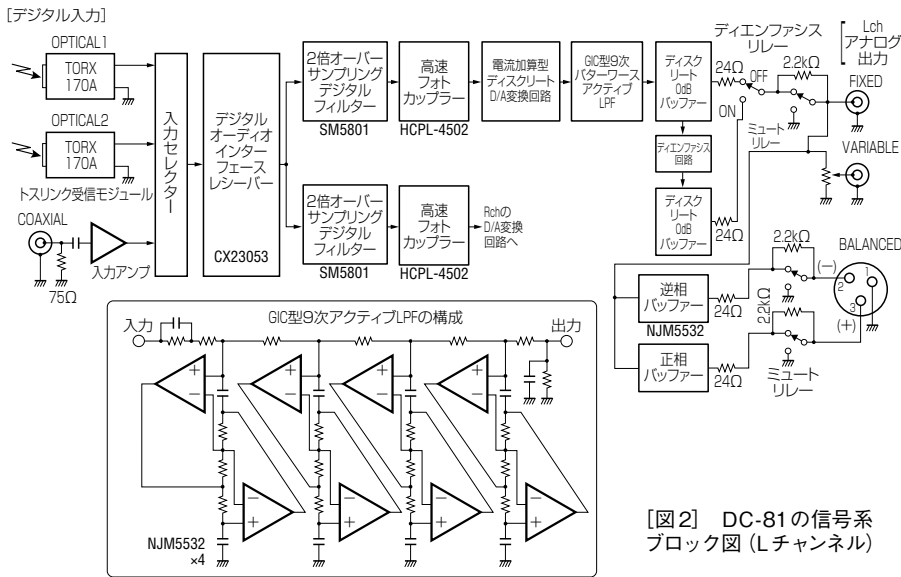 [デジタル入力]
OPTICAL1
TORX
170A
OPTICAL2
TORX
170A
トスリンク受信モジュール
COAXIAL
75Ω
入力アンプ
入力セレクター
デジタル
オーディオ
インター
フェース
レシーバー
CX23053
2倍オーバー
サンプリング
デジタル
フィルター
SM5801
高速
フォト
カップラー
HCPL-4502
電流加算型
ディスクリート
D/A変換回路
GIC型9次
バターワース
アクティブ
LPF
ディスク
リート
0dB
バッファー
ディエンファシス
回路
ディスク
リート
0dB
バッファー
24Ω
24Ω
ディエンファシス
リレー
OFF
ON
2.2kΩ
ミュート
リレー
Lch
アナログ
出力
FIXED
VARIABLE
2倍オーバー
サンプリング
デジタル
フィルター
SM5801
高速
フォト
カップラー
HCPL-4502
Rchの
D/A変換
回路へ
逆相
バッファー
NJM5532
正相
バッファー
24Ω
24Ω
2.2kΩ
2.2kΩ
ミュート
リレー
BALANCED
(−)
(+)
1
2
3
GIC型9次アクティブLPFの構成
入力
出力
+
−
+
−
+
−
+
−
−
+
−
+
−
+
−
+
NJM5532
×4
[図2] DC-81の信号系
ブロック図(Lチャンネル)